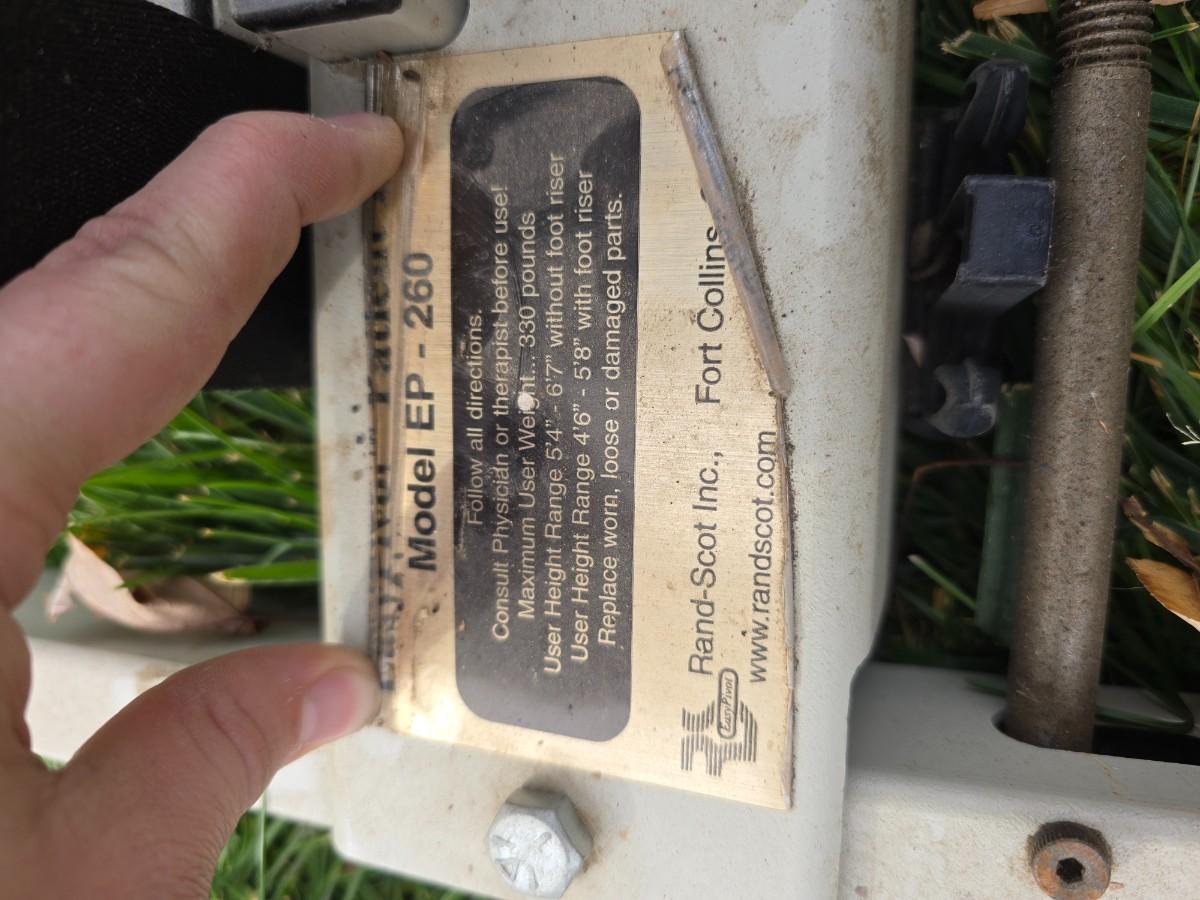 Model EP - 260
Follow all directions.
Consult Physician or therapist before use!
Maximum User Weight... 330 pounds
User Height Range 5'4" - 6'7" without foot riser
User Height Range 4'6" - 5'8" with foot riser
Replace worn, loose or damaged parts.
Rand-Scot Inc., Fort Collins
EasyPivot
www.randscot.com